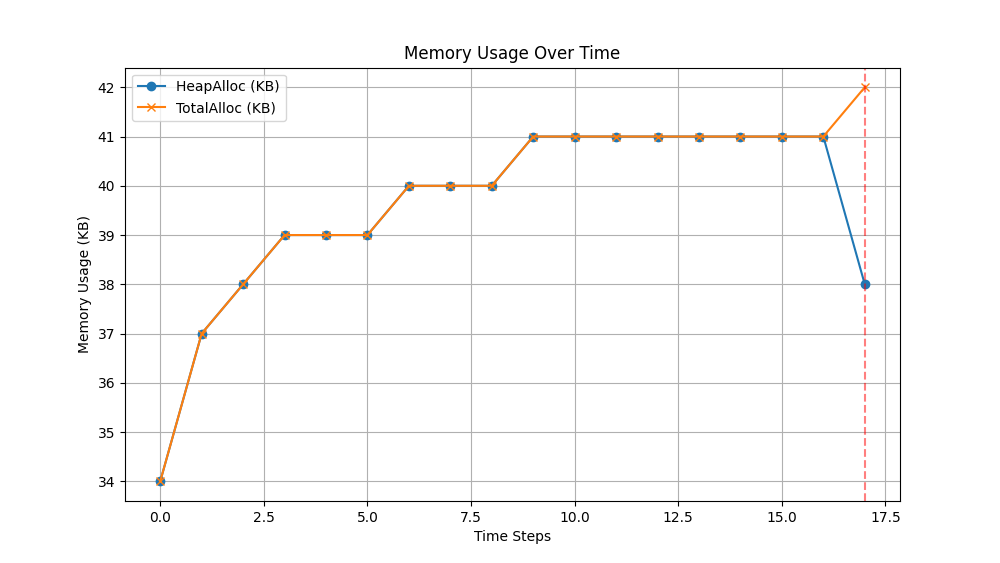 Memory Usage Over Time
HeapAlloc (KB)
TotalAlloc (KB)
Memory Usage (KB)
42
41
40
39
38
37
36
35
34
0.0 2.5 5.0 7.5 10.0 12.5 15.0 17.5
Time Steps